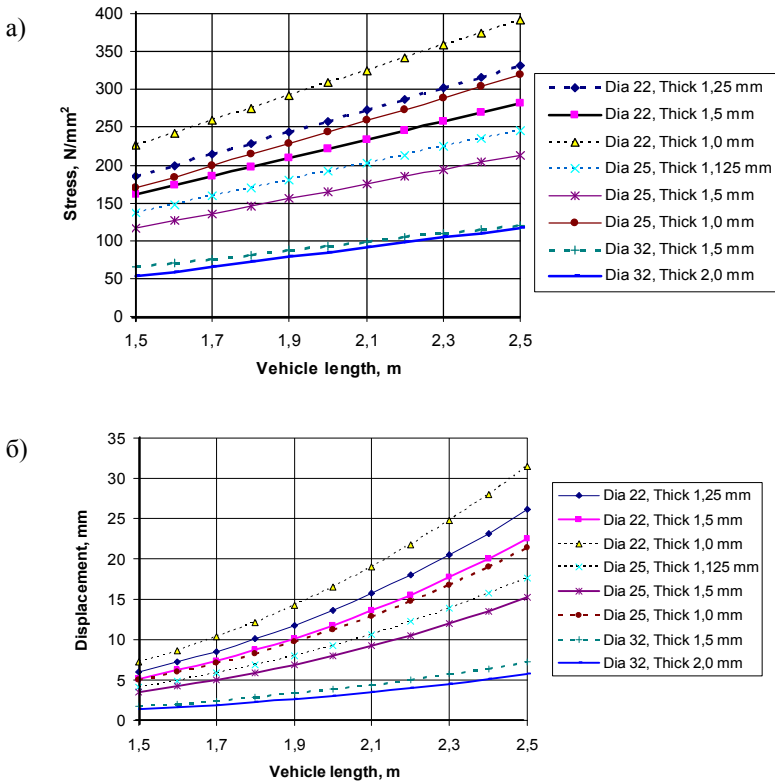 а)
400
350
300
250
200
150
100
50
0
Stress, N/mm²
1,5 1,7 1,9 2,1 2,3 2,5
Vehicle length, m
Dia 22, Thick 1,25 mm
Dia 22, Thick 1,5 mm
Dia 22, Thick 1,0 mm
Dia 25, Thick 1,125 mm
Dia 25, Thick 1,5 mm
Dia 25, Thick 1,0 mm
Dia 32, Thick 1,5 mm
Dia 32, Thick 2,0 mm
б)
35
30
25
20
15
10
5
0
Displacement, mm
1,5 1,7 1,9 2,1 2,3 2,5
Vehicle length, m
Dia 22, Thick 1,25 mm
Dia 22, Thick 1,5 mm
Dia 22, Thick 1,0 mm
Dia 25, Thick 1,125 mm
Dia 25, Thick 1,5 mm
Dia 25, Thick 1,0 mm
Dia 32, Thick 1,5 mm
Dia 32, Thick 2,0 mm